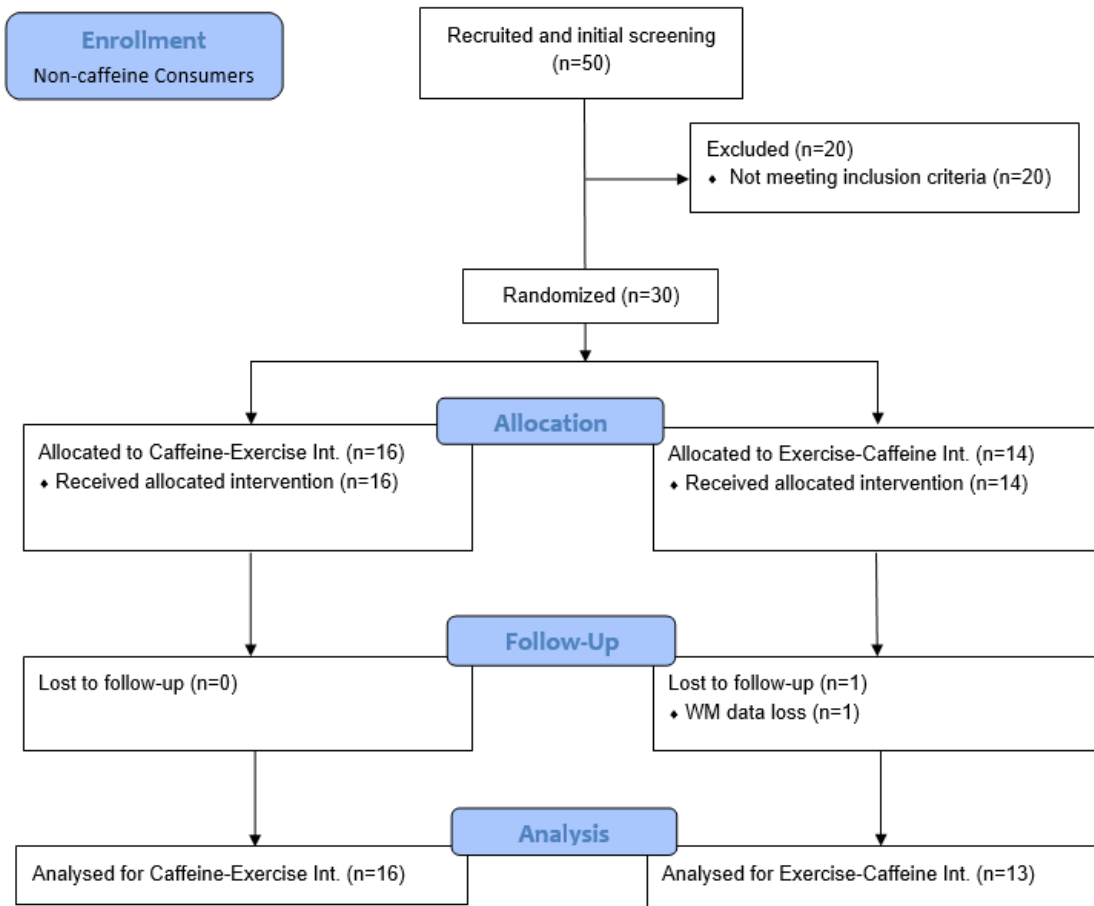 Enrollment
Non-caffeine Consumers
Recruited and initial screening
(n=50)
Excluded (n=20)
♦ Not meeting inclusion criteria (n=20)
Randomized (n=30)
Allocation
Allocated to Caffeine-Exercise Int. (n=16)
♦ Received allocated intervention (n=16)
Allocated to Exercise-Caffeine Int. (n=14)
♦ Received allocated intervention (n=14)
Follow-Up
Lost to follow-up (n=0)
Lost to follow-up (n=1)
♦ WM data loss (n=1)
Analysis
Analysed for Caffeine-Exercise Int. (n=16)
Analysed for Exercise-Caffeine Int. (n=13)